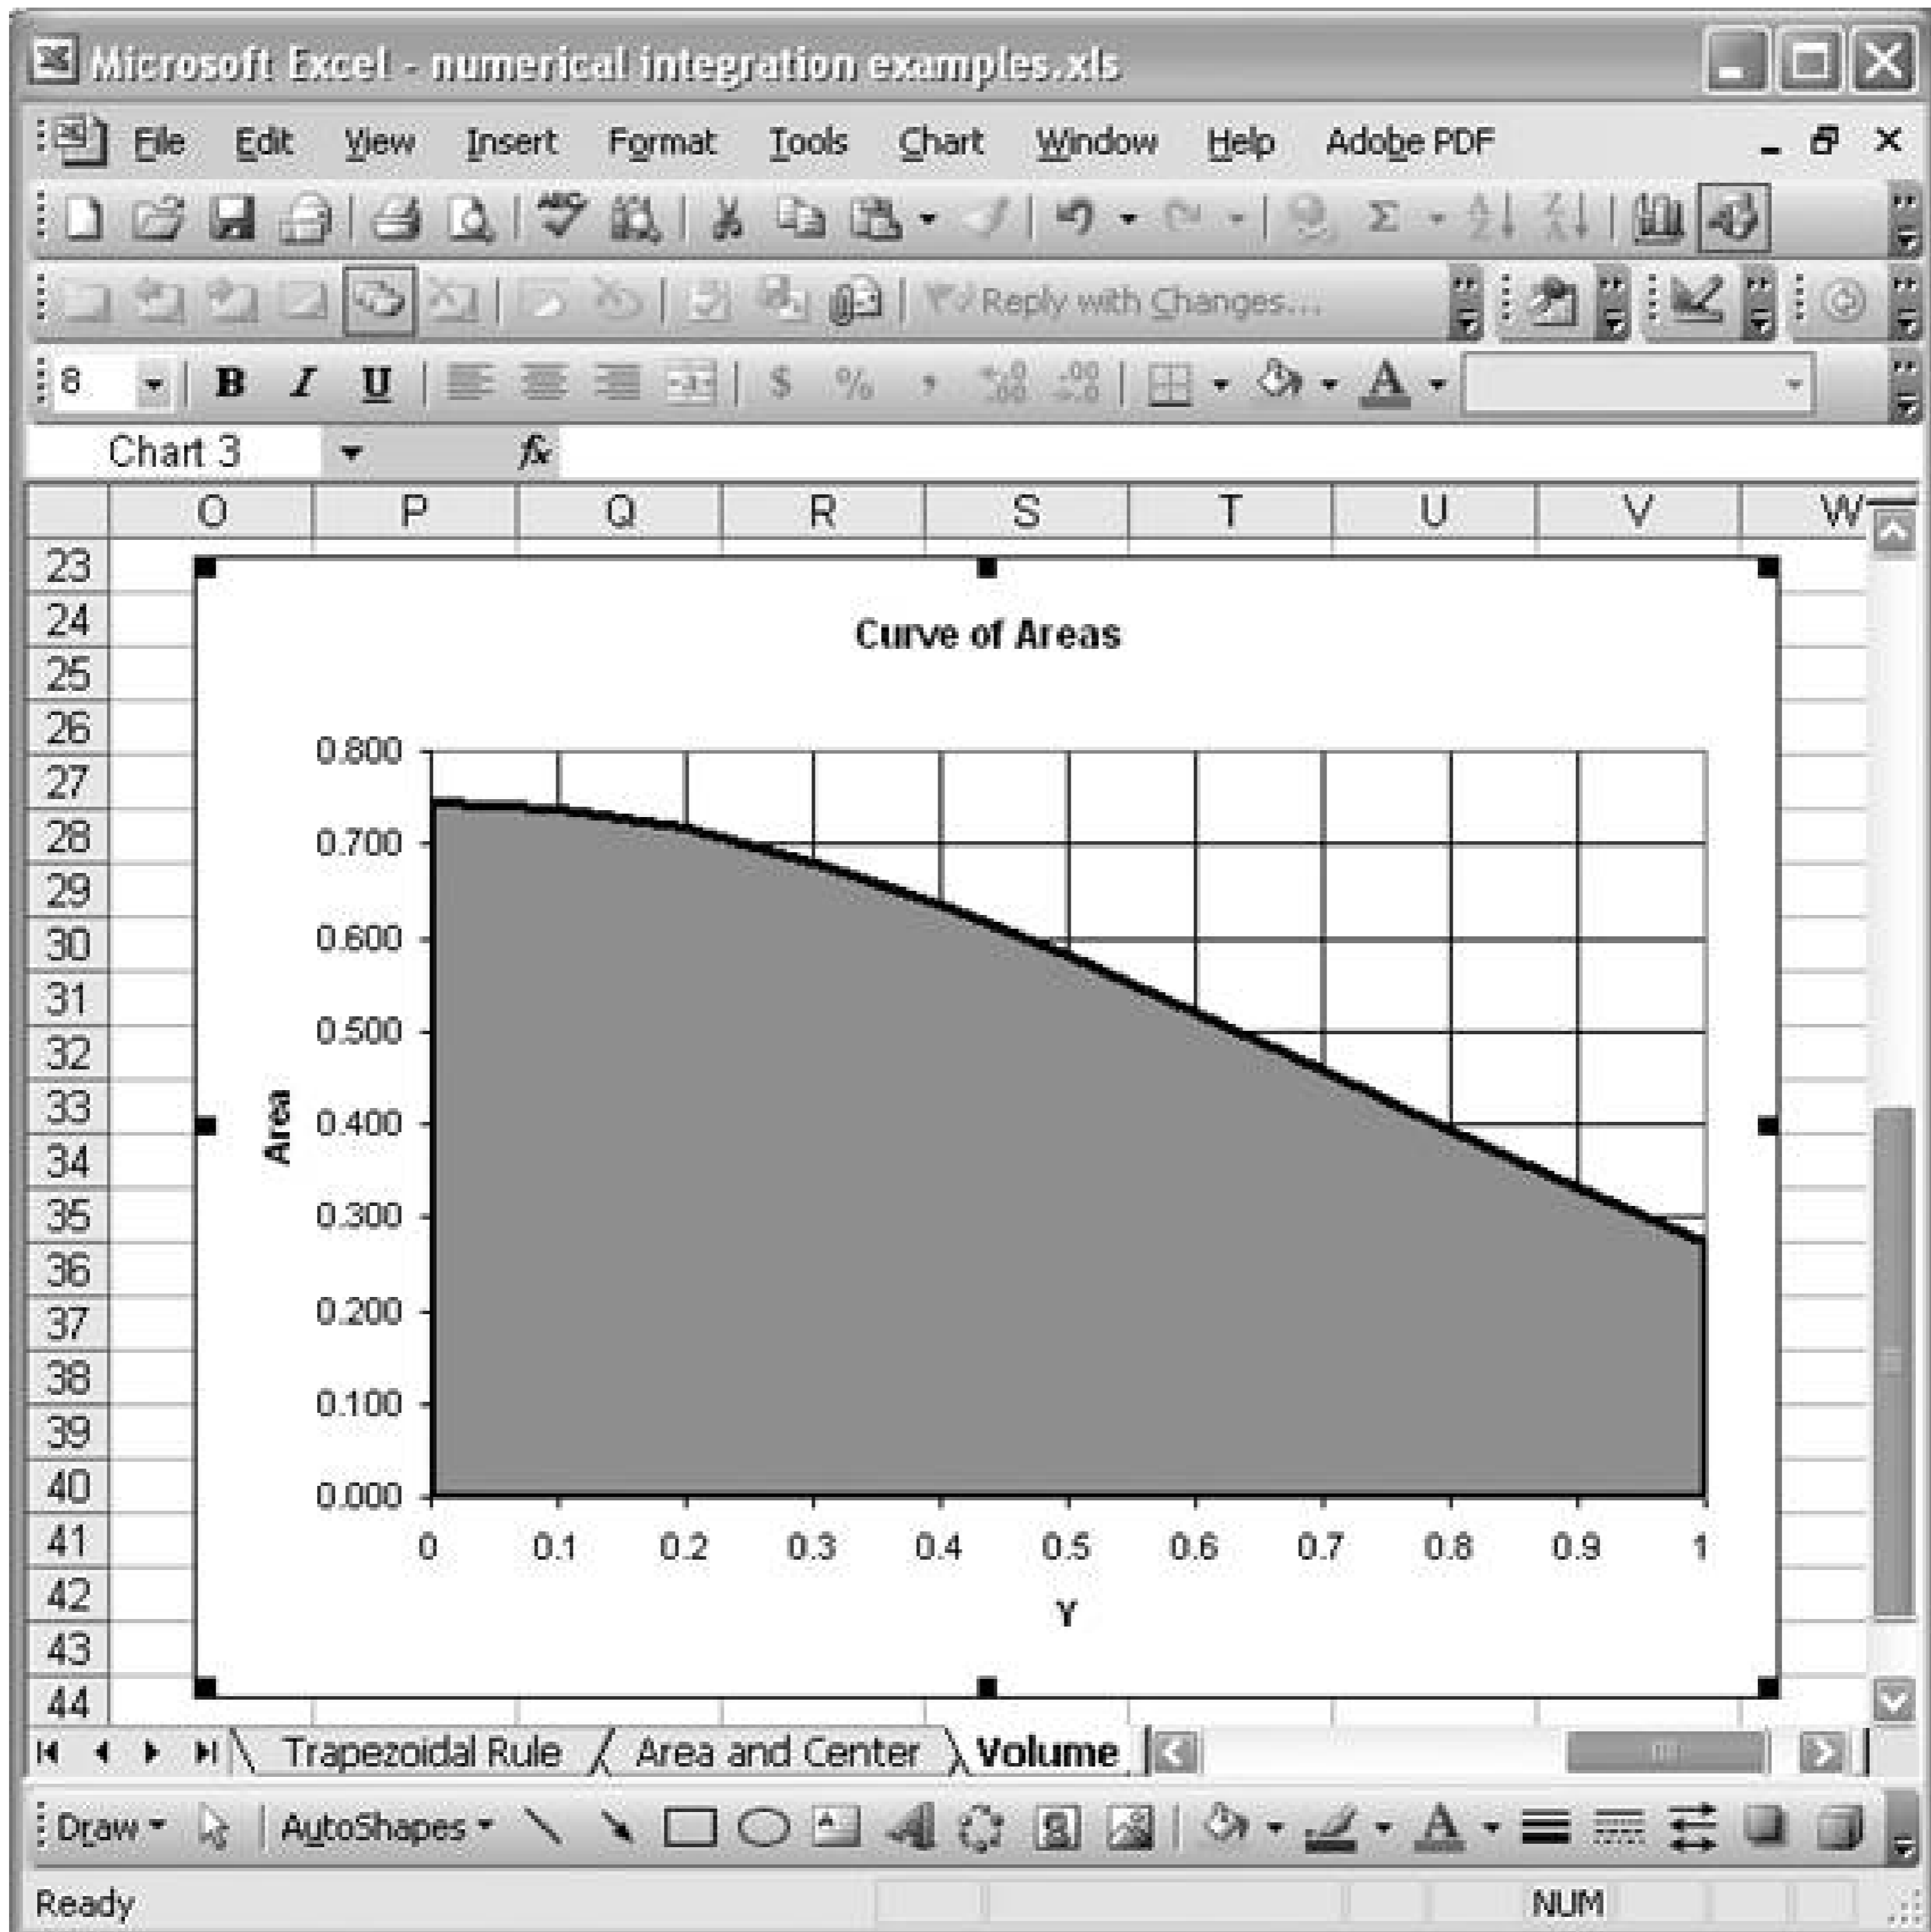 Microsoft Excel - numerical integration examples.xls
File Edit View Insert Format Tools Chart Window Help Adobe PDF
ABC Σ
Reply with Changes...
8 B I U $ % , A
Chart 3 fx
O P Q R S T U V W
23
24
25
26
27
28
29
30
31
32
33
34
35
36
37
38
39
40
41
42
43
44
Curve of Areas
0.800
0.700
0.600
0.500
0.400
0.300
0.200
0.100
0.000
Area
0 0.1 0.2 0.3 0.4 0.5 0.6 0.7 0.8 0.9 1
Y
Trapezoidal Rule Area and Center Volume
Draw AutoShapes A
Ready NUM